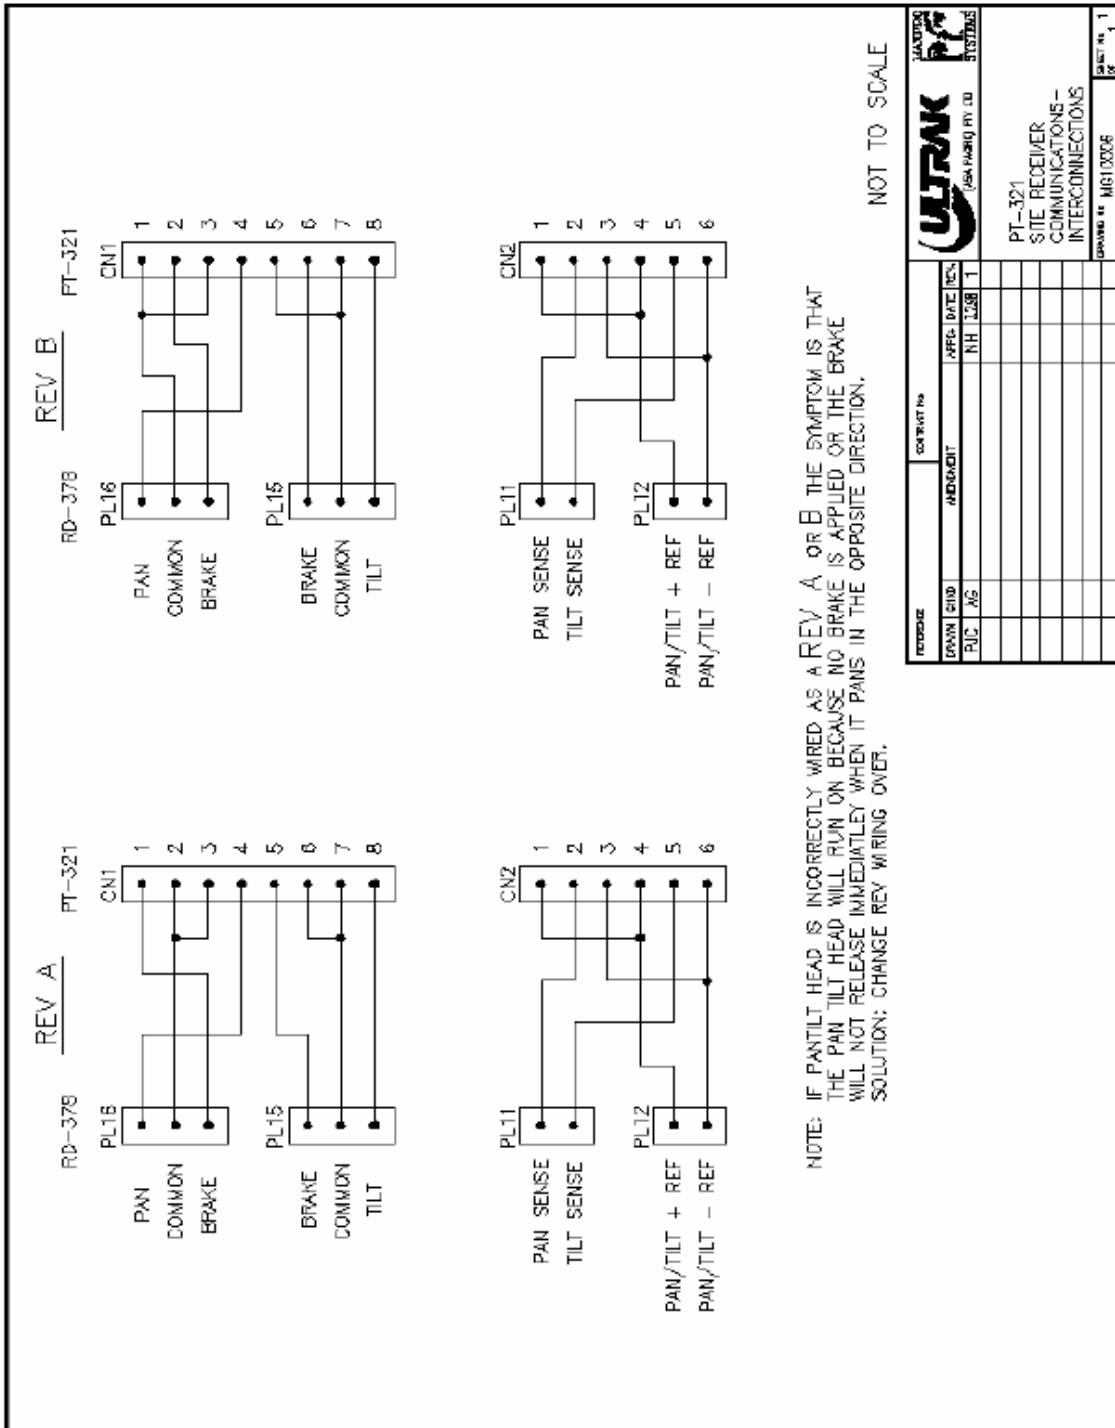 REV A
RD-378
PT-321
PL16
CN1
PAN
COMMON
BRAKE
1
2
3
4
5
6
7
8
PL15
BRAKE
COMMON
TILT
PL11
CN2
PAN SENSE
TILT SENSE
1
2
3
4
5
6
PL12
PAN/TILT + REF
PAN/TILT - REF
REV B
RD-378
PT-321
PL16
CN1
PAN
COMMON
BRAKE
1
2
3
4
5
6
7
8
PL15
BRAKE
COMMON
TILT
PL11
CN2
PAN SENSE
TILT SENSE
1
2
3
4
5
6
PL12
PAN/TILT + REF
PAN/TILT - REF
NOTE: IF PANTILT HEAD IS INCORRECTLY WIRED AS A REV A OR B THE SYMPTOM IS THAT
THE PAN TILT HEAD WILL RUN ON BECAUSE NO BRAKE IS APPLIED OR THE BRAKE
WILL NOT RELEASE IMMEDIATLEY WHEN IT PANS IN THE OPPOSITE DIRECTION.
SOLUTION: CHANGE REV WIRING OVER.
NOT TO SCALE
REFERENCE
CONTRACT No
DRAWN CHKD AMENDMENT APPD. DATE REV.
PJC AG NH 1
ULTRAK
(ASIA PACIFIC) PTY LTD
SYSTEMS
PT-321
SITE RECEIVER
COMMUNICATIONS-
INTERCONNECTIONS
DRAWING No
SHEET No 1
OF 1